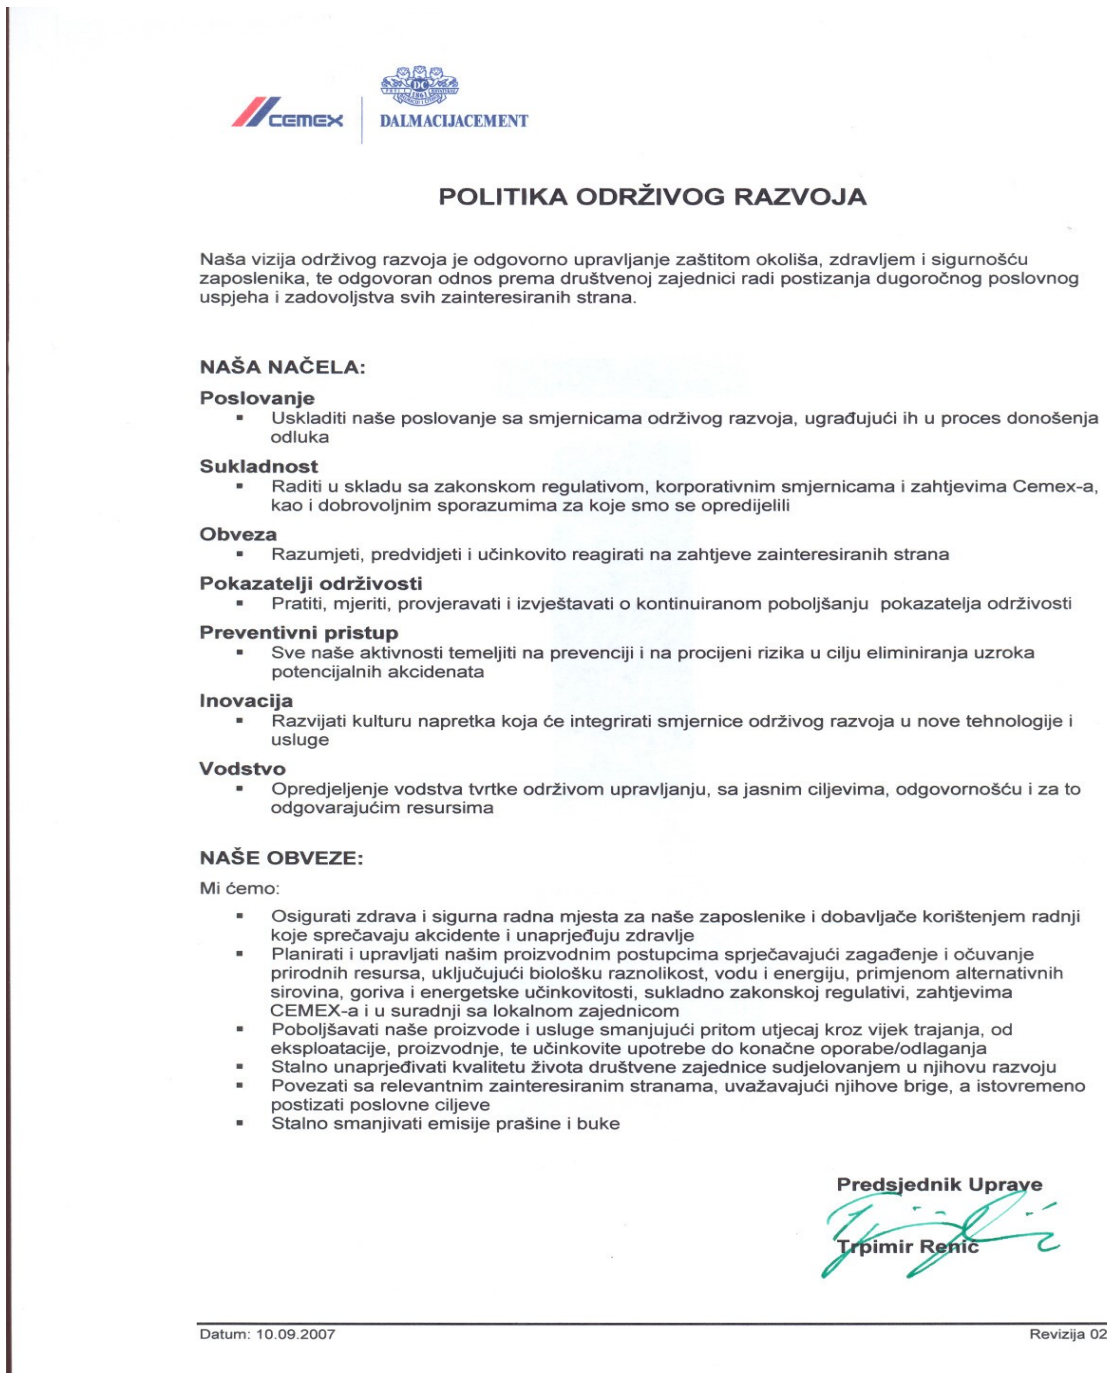 CEMEX
DC
1861
DALMACIJACEMENT
POLITIKA ODRŽIVOG RAZVOJA
Naša vizija održivog razvoja je odgovorno upravljanje zaštitom okoliša, zdravljem i sigurnošću
zaposlenika, te odgovoran odnos prema društvenoj zajednici radi postizanja dugoročnog poslovnog
uspjeha i zadovoljstva svih zainteresiranih strana.
NAŠA NAČELA:
Poslovanje
▪ Uskladiti naše poslovanje sa smjernicama održivog razvoja, ugrađujući ih u proces donošenja
odluka
Sukladnost
▪ Raditi u skladu sa zakonskom regulativom, korporativnim smjernicama i zahtjevima Cemex-a,
kao i dobrovoljnim sporazumima za koje smo se opredijelili
Obveza
▪ Razumjeti, predvidjeti i učinkovito reagirati na zahtjeve zainteresiranih strana
Pokazatelji održivosti
▪ Pratiti, mjeriti, provjeravati i izvještavati o kontinuiranom poboljšanju pokazatelja održivosti
Preventivni pristup
▪ Sve naše aktivnosti temeljiti na prevenciji i na procijeni rizika u cilju eliminiranja uzroka
potencijalnih akcidenata
Inovacija
▪ Razvijati kulturu napretka koja će integrirati smjernice održivog razvoja u nove tehnologije i
usluge
Vodstvo
▪ Opredjeljenje vodstva tvrtke održivom upravljanju, sa jasnim ciljevima, odgovornošću i za to
odgovarajućim resursima
NAŠE OBVEZE:
Mi ćemo:
▪ Osigurati zdrava i sigurna radna mjesta za naše zaposlenike i dobavljače korištenjem radnji
koje sprečavaju akcidente i unaprjeđuju zdravlje
▪ Planirati i upravljati našim proizvodnim postupcima sprječavajući zagađenje i očuvanje
prirodnih resursa, uključujući biološku raznolikost, vodu i energiju, primjenom alternativnih
sirovina, goriva i energetske učinkovitosti, sukladno zakonskoj regulativi, zahtjevima
CEMEX-a i u suradnji sa lokalnom zajednicom
▪ Poboljšavati naše proizvode i usluge smanjujući pritom utjecaj kroz vijek trajanja, od
eksploatacije, proizvodnje, te učinkovite upotrebe do konačne oporabe/odlaganja
▪ Stalno unaprjeđivati kvalitetu života društvene zajednice sudjelovanjem u njihovu razvoju
▪ Povezati sa relevantnim zainteresiranim stranama, uvažavajući njihove brige, a istovremeno
postizati poslovne ciljeve
▪ Stalno smanjivati emisije prašine i buke
Predsjednik Uprave
Trpimir Renić
Datum: 10.09.2007 Revizija 02